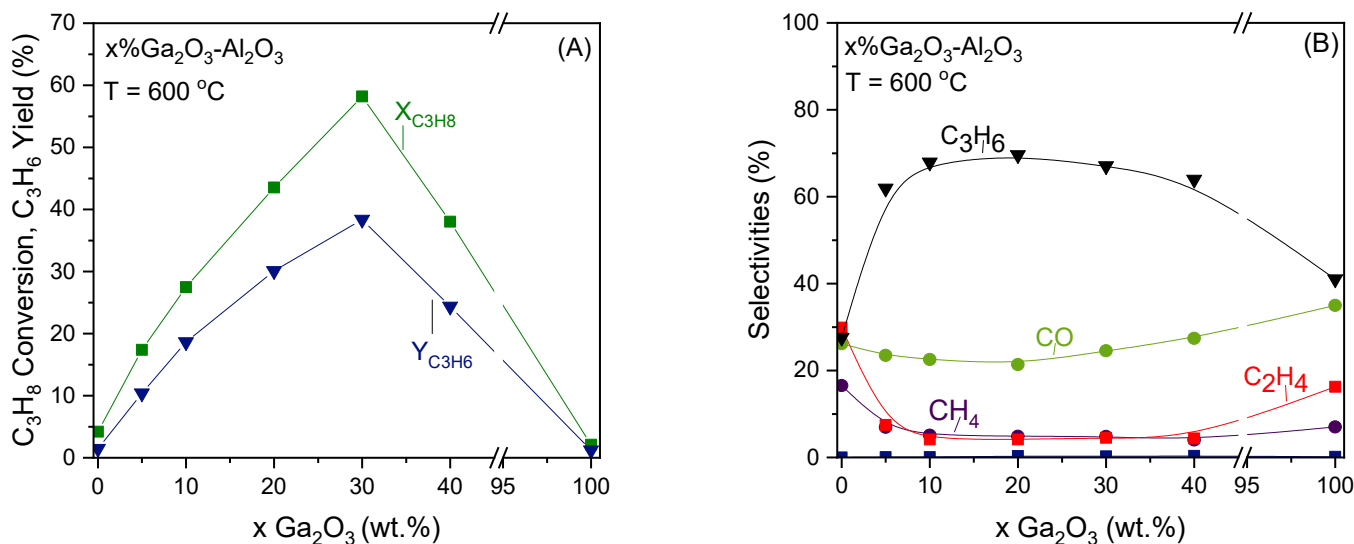 C₃H₈ Conversion, C₃H₆ Yield (%)
70
60
50
40
30
20
10
0
x%Ga₂O₃-Al₂O₃
(A)
T = 600 °C
X_C3H8
Y_C3H6
0 10 20 30 40 95 100
x Ga₂O₃ (wt.%)
Selectivities (%)
100
80
60
40
20
0
x%Ga₂O₃-Al₂O₃
(B)
T = 600 °C
C₃H₆
CO
C₂H₄
CH₄
0 10 20 30 40 95 100
x Ga₂O₃ (wt.%)